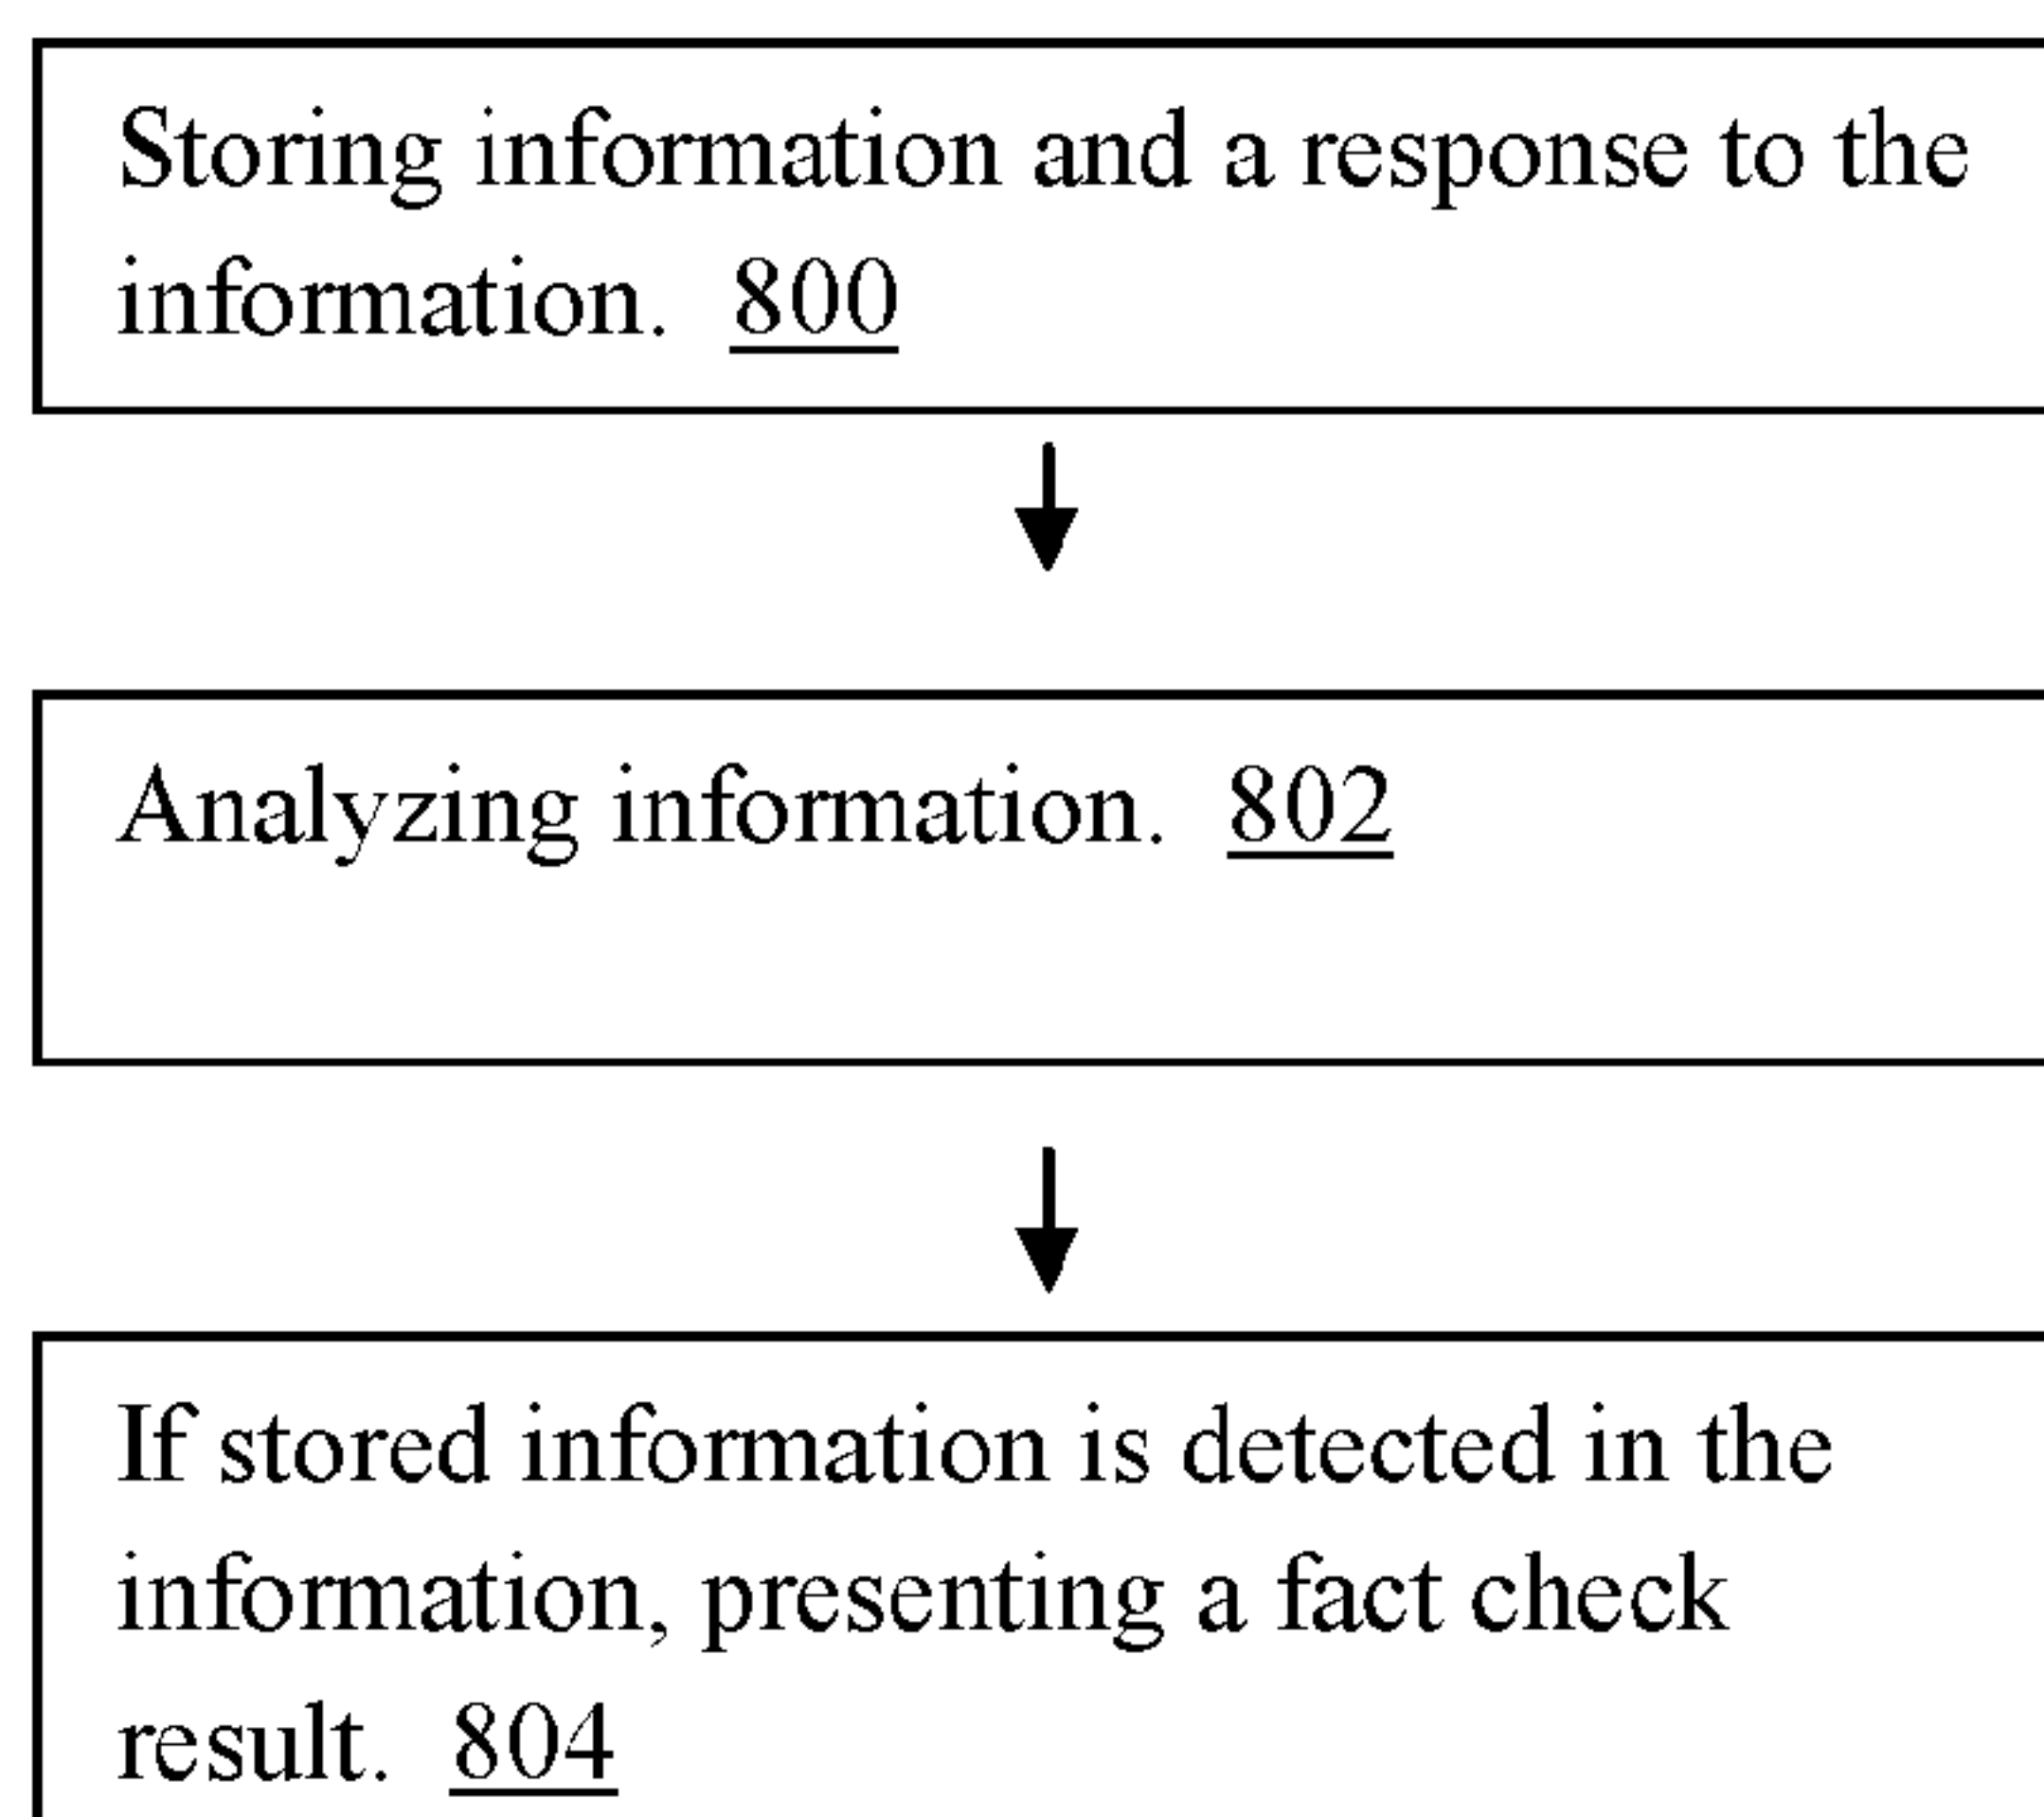 Storing information and a response to the
information. 800
Analyzing information. 802
If stored information is detected in the
information, presenting a fact check
result. 804